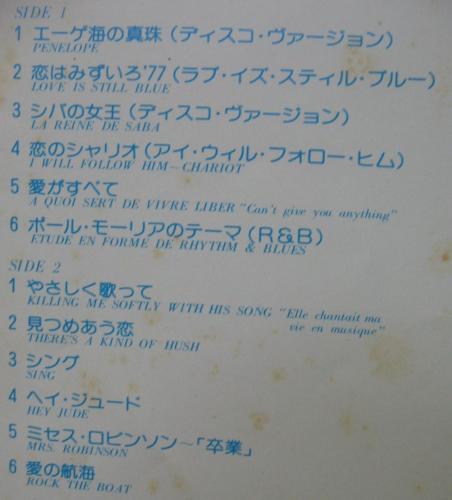 SIDE 1
1 エーゲ海の真珠(ディスコ・ヴァージョン)
PENELOPE
2 恋はみずいろ'77(ラブ・イズ・スティル・ブルー)
LOVE IS STILL BLUE
3 シバの女王(ディスコ・ヴァージョン)
LA REINE DE SABA
4 恋のシャリオ(アイ・ウィル・フォロー・ヒム)
I WILL FOLLOW HIM~CHARIOT
5 愛がすべて
A QUOI SERT DE VIVRE LIBER "Can't give you anything"
6 ポール・モーリアのテーマ(R&B)
ETUDE EN FORME DE RHYTHM & BLUES
SIDE 2
1 やさしく歌って
KILLING ME SOFTLY WITH HIS SONG "Elle chantait ma
vie en musique"
2 見つめあう恋
THERE'S A KIND OF HUSH
3 シング
SING
4 ヘイ・ジュード
HEY JUDE
5 ミセス・ロビンソン~「卒業」
MRS. ROBINSON
6 愛の航海
ROCK THE BOAT